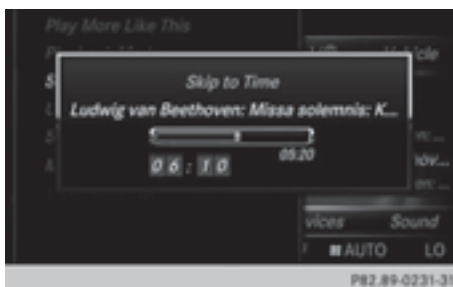 Play More Like This
Vehicle
Skip to Time
Ludwig van Beethoven: Missa solemnis: K...
05:20
06:10
vices Sound
AUTO LO
P82.89-0231-31